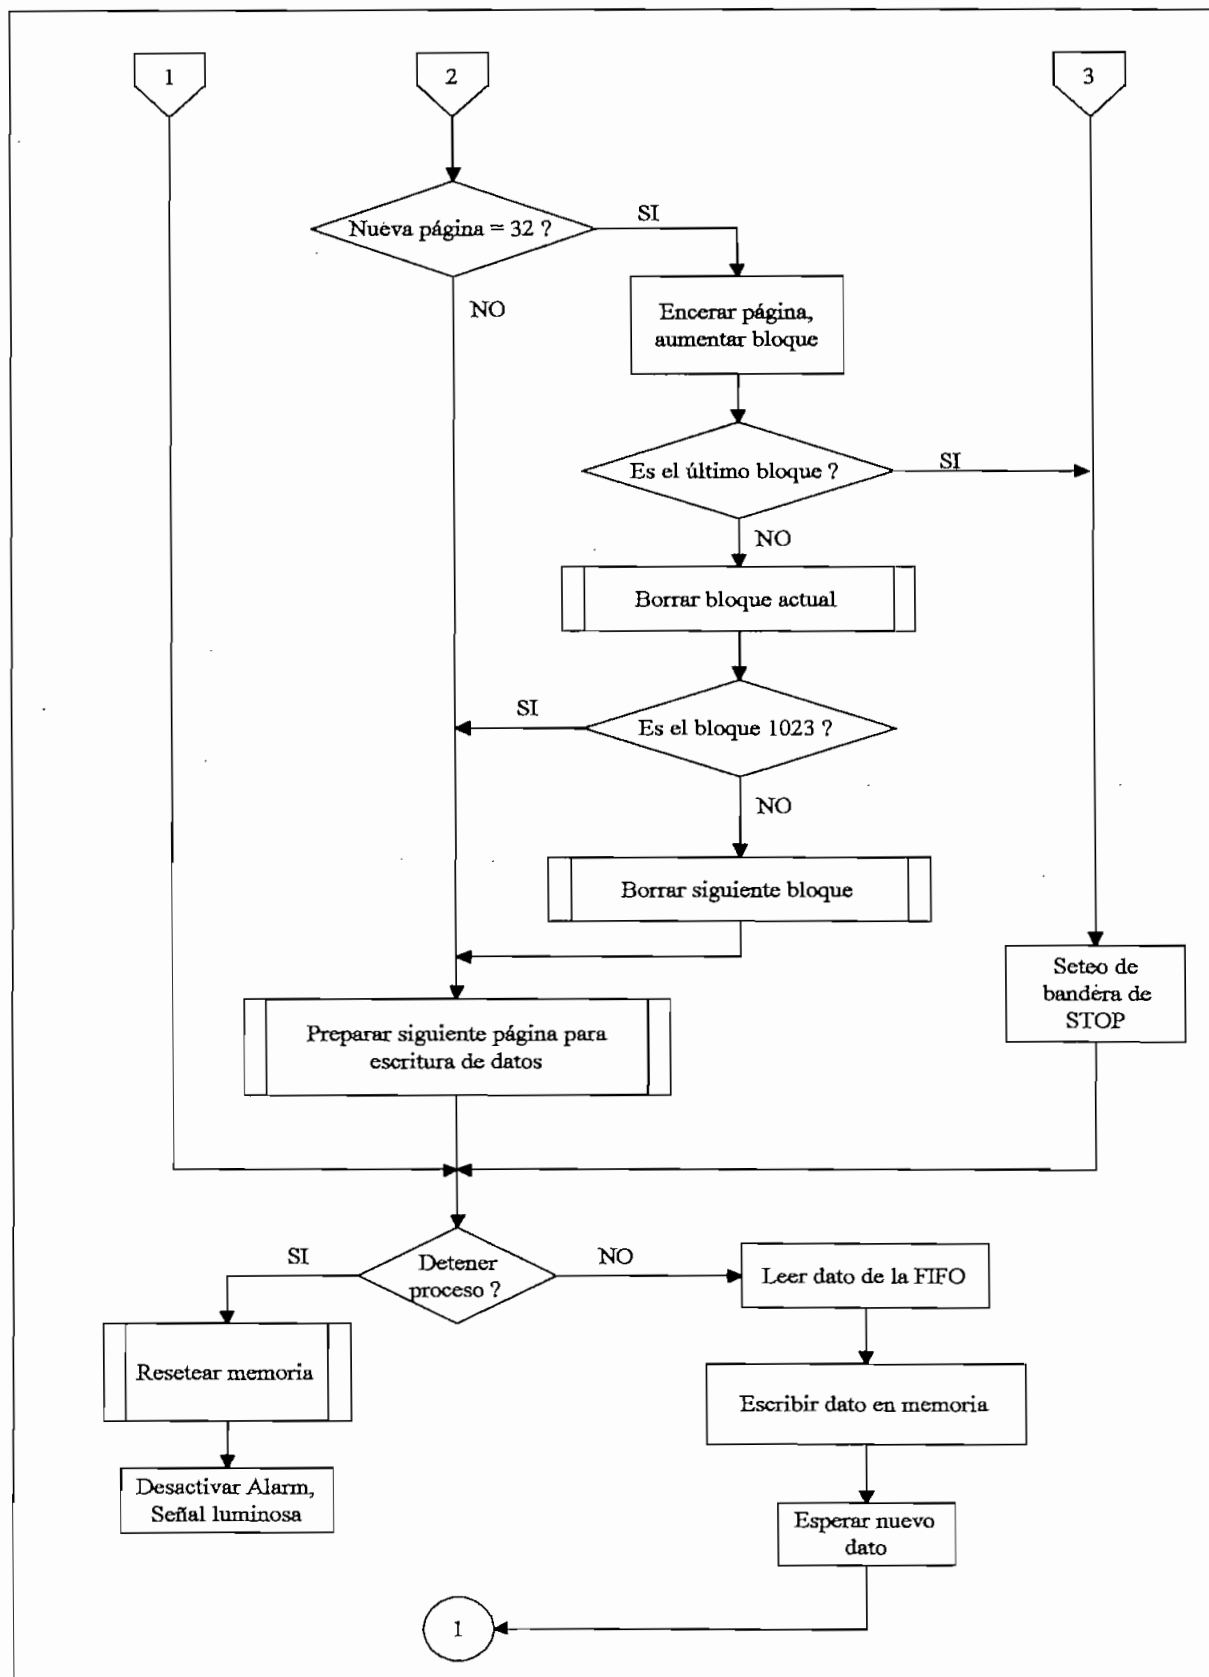 1
2
3
Nueva página = 32 ?
SI
NO
Encerar página,
aumentar bloque
Es el último bloque ?
SI
NO
Borrar bloque actual
Es el bloque 1023 ?
SI
NO
Borrar siguiente bloque
Seteo de
bandera de
STOP
Preparar siguiente página para
escritura de datos
Detener
proceso ?
SI
NO
Leer dato de la FIFO
Resetear memoria
Escribir dato en memoria
Desactivar Alarm,
Señal luminosa
Esperar nuevo
dato
1